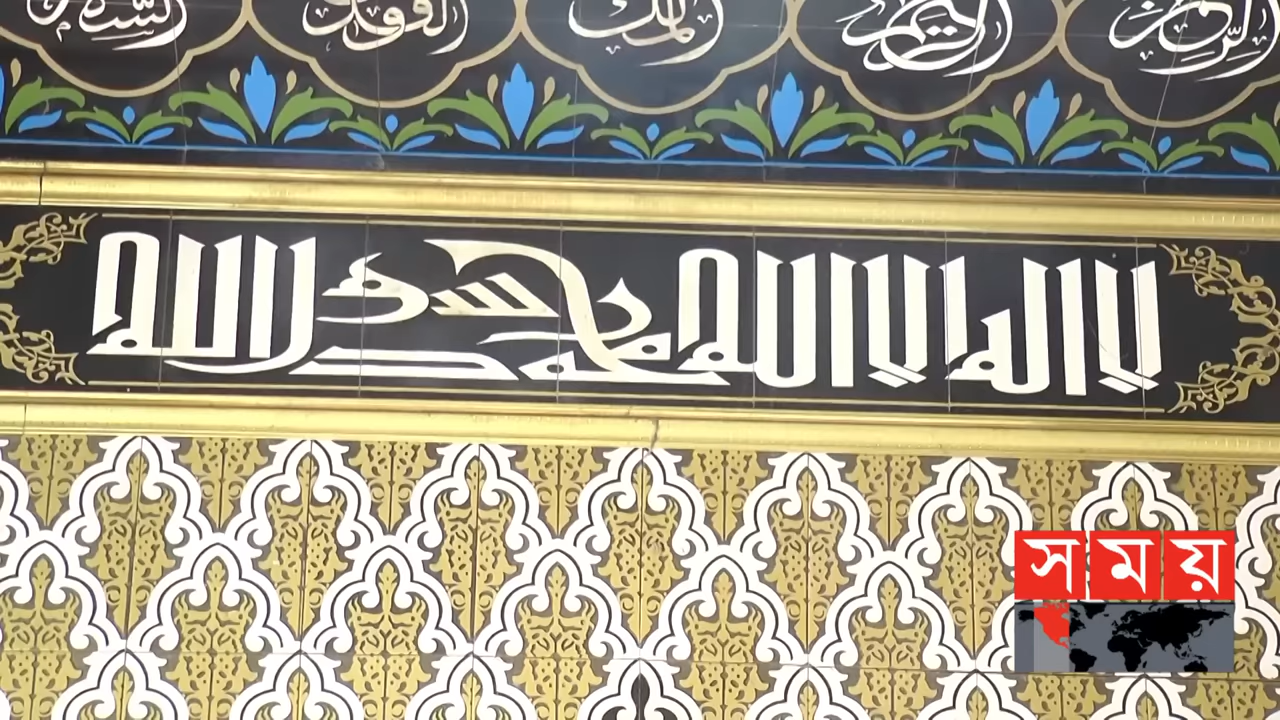 الرحمن الرحيم الملك القدوس السلام
لا اله الا الله محمد رسول الله
সময়